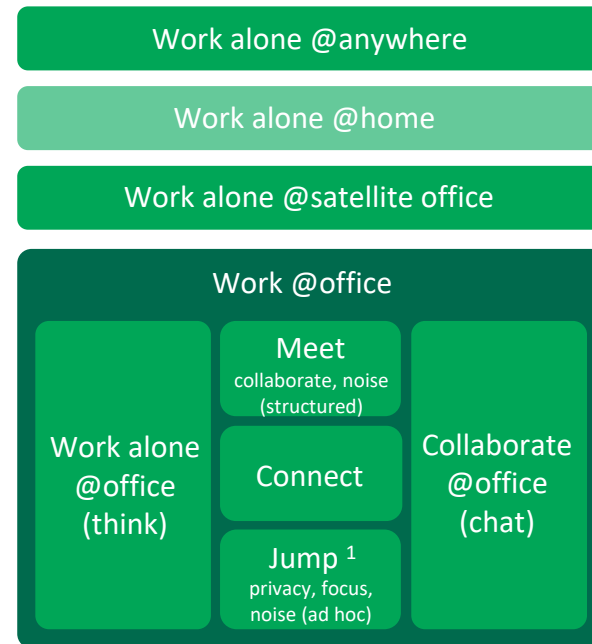 Work alone @anywhere
Work alone @home
Work alone @satellite office
Work @office
Work alone
@office
(think)
Meet
collaborate, noise
(structured)
Connect
Jump ¹
privacy, focus,
noise (ad hoc)
Collaborate
@office
(chat)